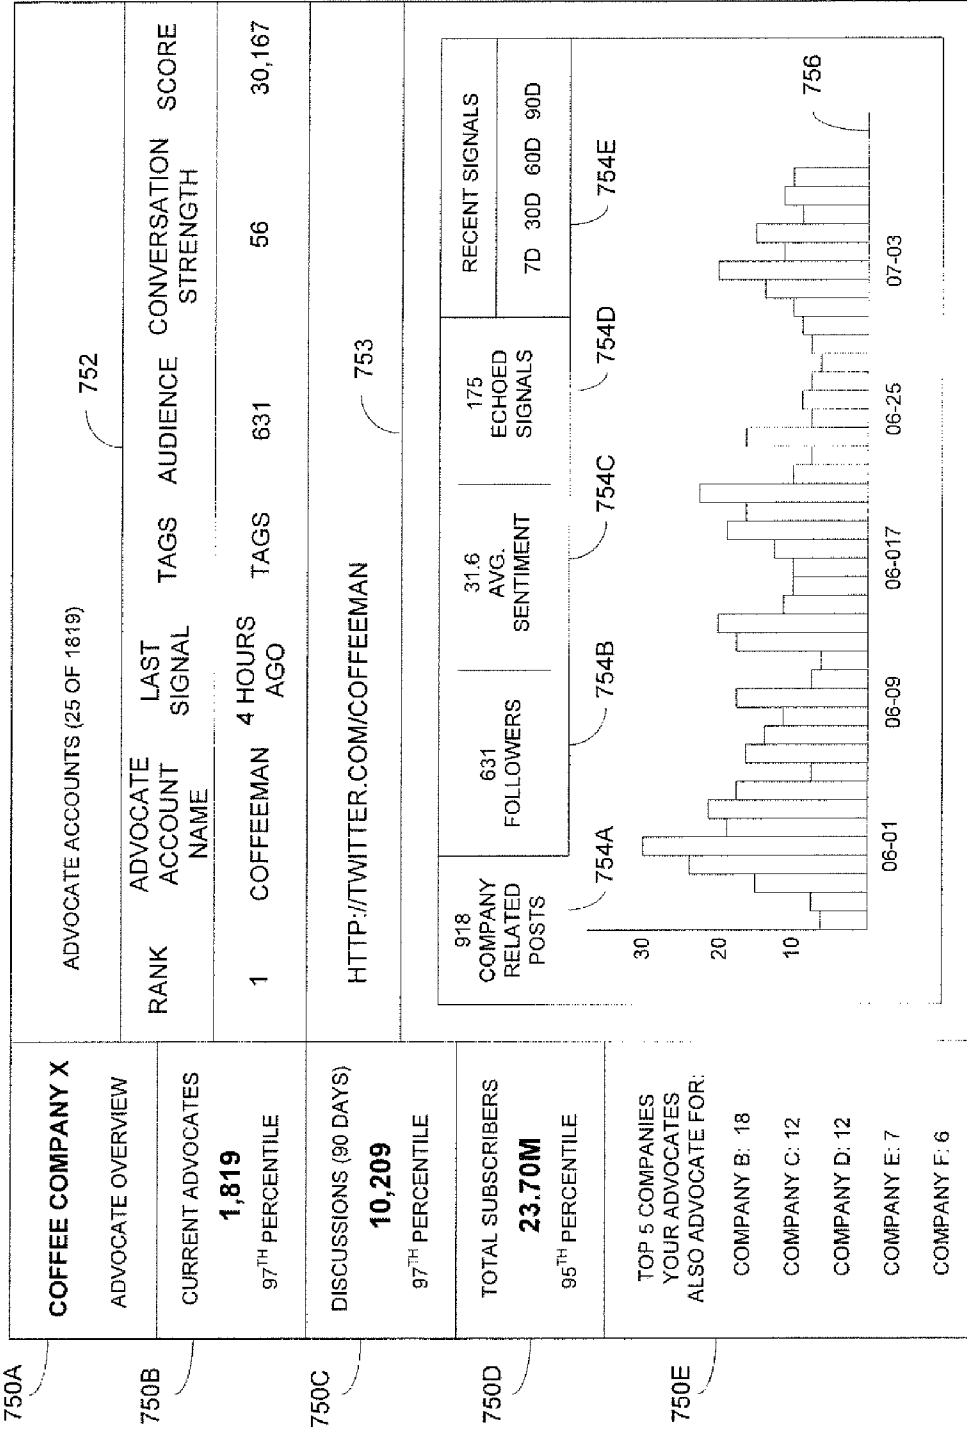 750A
COFFEE COMPANY X
ADVOCATE OVERVIEW
750B
CURRENT ADVOCATES
1,819
97TH PERCENTILE
750C
DISCUSSIONS (90 DAYS)
10,209
97TH PERCENTILE
750D
TOTAL SUBSCRIBERS
23.70M
95TH PERCENTILE
750E
TOP 5 COMPANIES
YOUR ADVOCATES
ALSO ADVOCATE FOR:
COMPANY B: 18
COMPANY C: 12
COMPANY D: 12
COMPANY E: 7
COMPANY F: 6
ADVOCATE ACCOUNTS (25 OF 1819)
752
RANK
ADVOCATE
ACCOUNT
NAME
LAST
SIGNAL
TAGS
AUDIENCE
CONVERSATION
STRENGTH
SCORE
1
COFFEEMAN
4 HOURS
AGO
TAGS
631
56
30,167
HTTP://TWITTER.COM/COFFEEMAN
753
918
COMPANY
RELATED
POSTS
631
FOLLOWERS
31.6
AVG.
SENTIMENT
175
ECHOED
SIGNALS
RECENT SIGNALS
7D 30D 60D 90D
754A
754B
754C
754D
754E
30
20
10
06-01
06-09
06-017
06-25
07-03
756